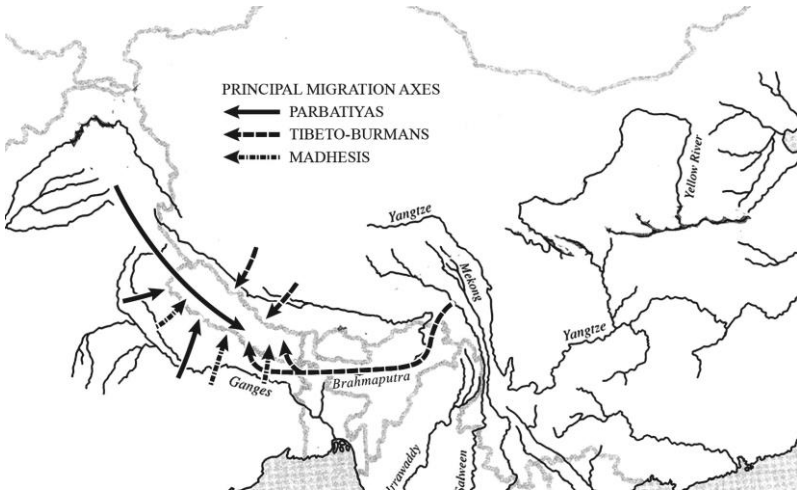 PRINCIPAL MIGRATION AXES
PARBATIYAS
TIBETO-BURMANS
MADHESIS
Yellow River
Yangtze
Mekong
Yangtze
Brahmaputra
Ganges
Irrawaddy
Salween